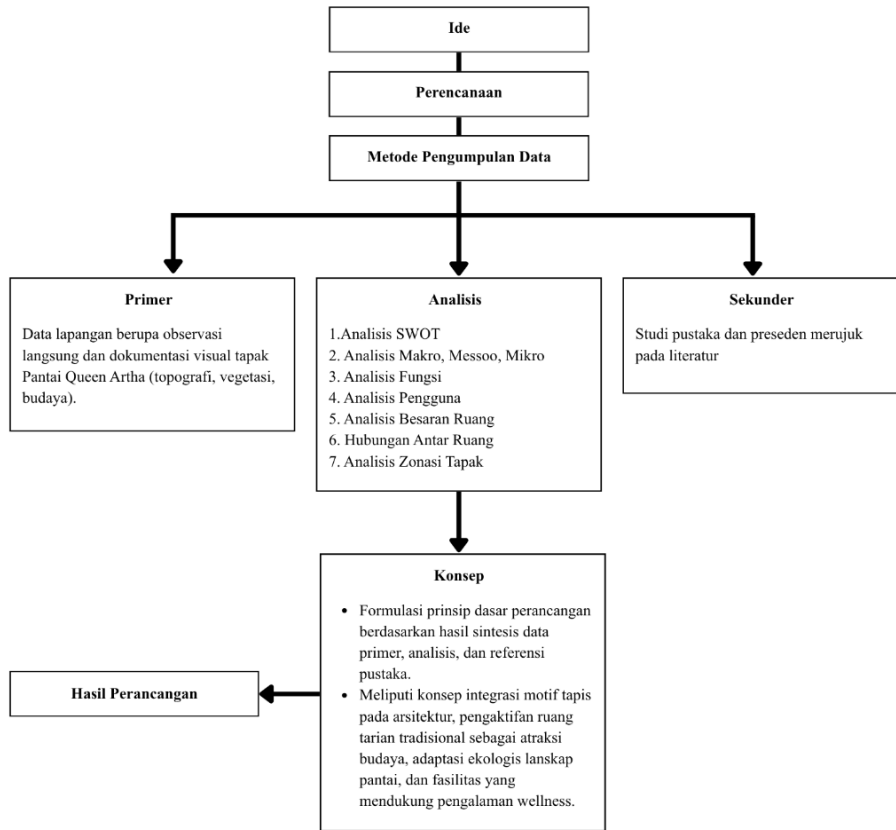 Ide
Perencanaan
Metode Pengumpulan Data
Primer
Data lapangan berupa observasi
langsung dan dokumentasi visual tapak
Pantai Queen Artha (topografi, vegetasi,
budaya).
Analisis
1.Analisis SWOT
2. Analisis Makro, Messoo, Mikro
3. Analisis Fungsi
4. Analisis Pengguna
5. Analisis Besaran Ruang
6. Hubungan Antar Ruang
7. Analisis Zonasi Tapak
Sekunder
Studi pustaka dan preseden merujuk
pada literatur
Konsep
• Formulasi prinsip dasar perancangan
berdasarkan hasil sintesis data
primer, analisis, dan referensi
pustaka.
• Meliputi konsep integrasi motif tapis
pada arsitektur, pengaktifan ruang
tarian tradisional sebagai atraksi
budaya, adaptasi ekologis lanskap
pantai, dan fasilitas yang
mendukung pengalaman wellness.
Hasil Perancangan